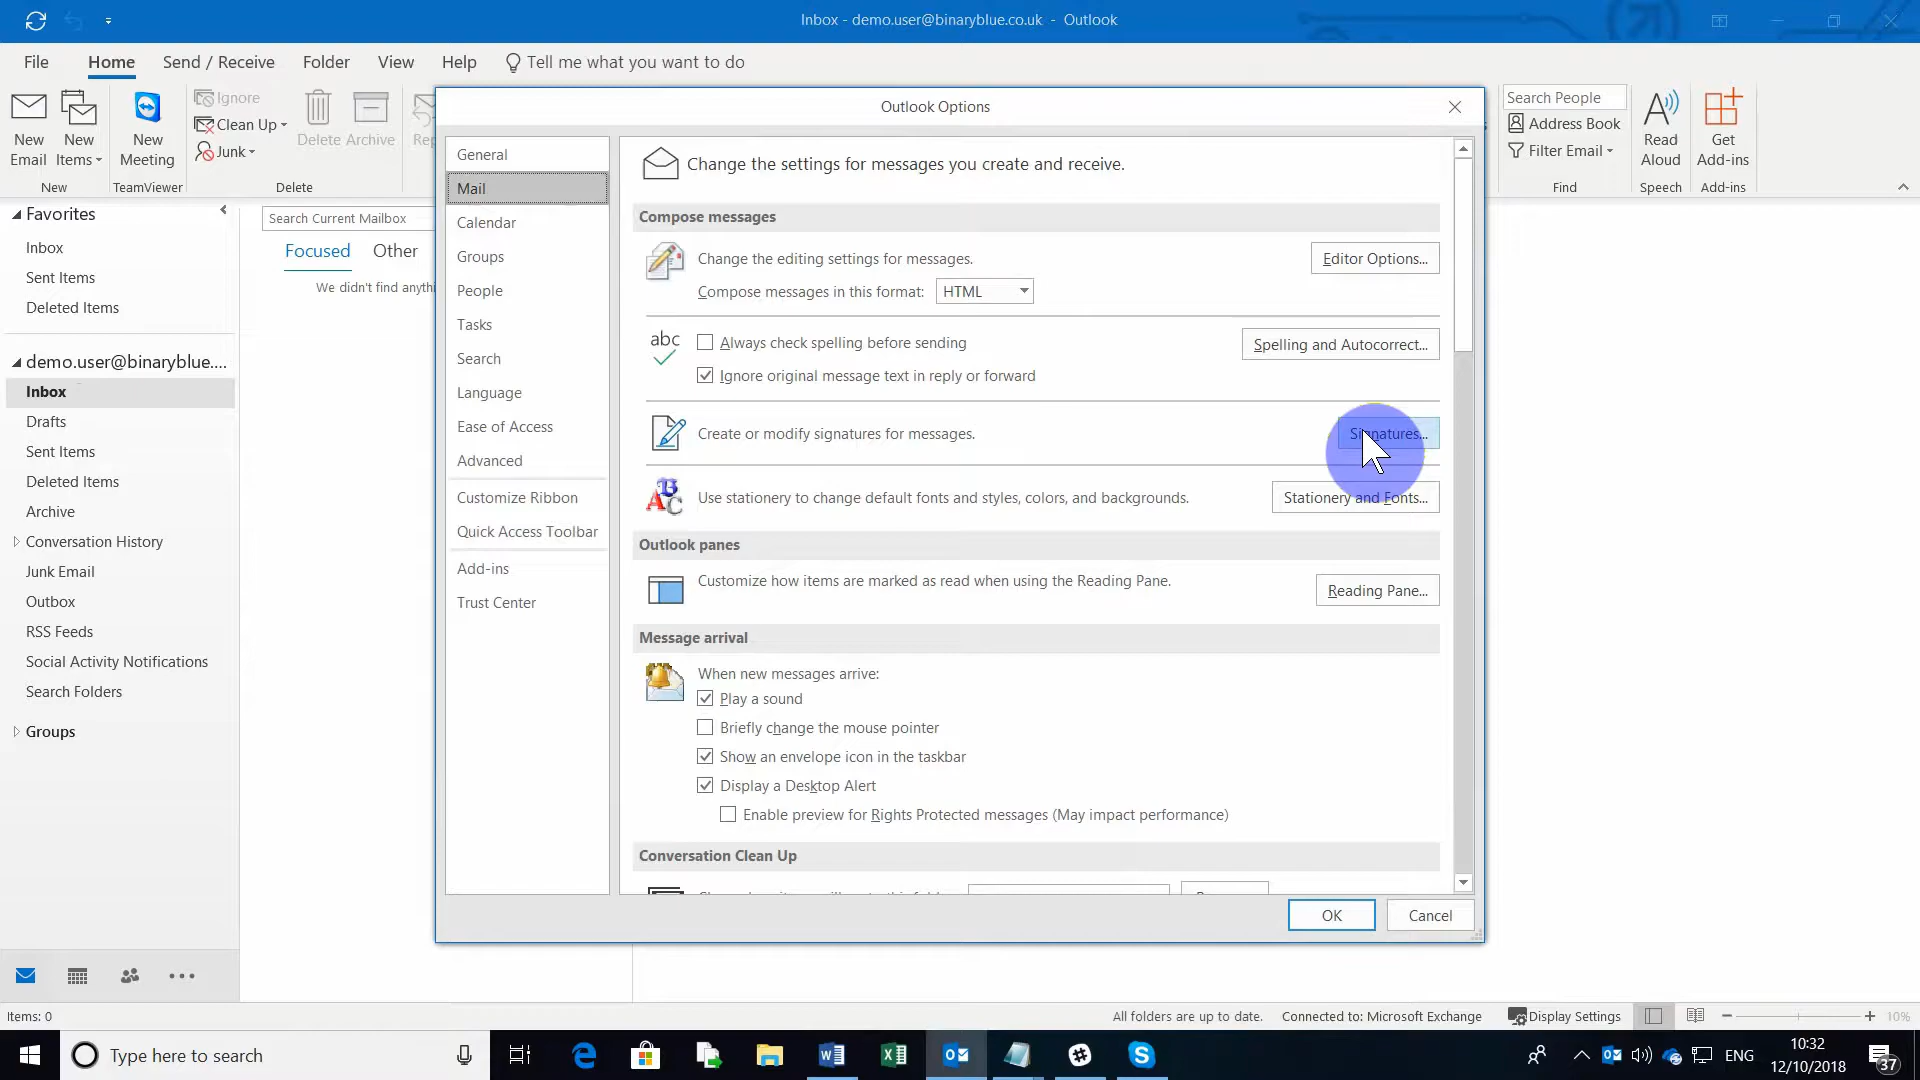 Inbox - demo.user@binaryblue.co.uk - Outlook
File Home Send / Receive Folder View Help Tell me what you want to do
New Email
New Items
New
New Meeting
TeamViewer
Ignore
Clean Up
Junk
Delete
Archive
Delete
Search People
Address Book
Filter Email
Find
Read Aloud
Speech
Get Add-ins
Add-ins
Favorites
Inbox
Sent Items
Deleted Items
demo.user@binaryblue....
Inbox
Drafts
Sent Items
Deleted Items
Archive
Conversation History
Junk Email
Outbox
RSS Feeds
Social Activity Notifications
Search Folders
Groups
Search Current Mailbox
Focused Other
We didn't find
Outlook Options
General
Mail
Calendar
Groups
People
Tasks
Search
Language
Ease of Access
Advanced
Customize Ribbon
Quick Access Toolbar
Add-ins
Trust Center
Change the settings for messages you create and receive.
Compose messages
Change the editing settings for messages. Editor Options...
Compose messages in this format: HTML
abc
Always check spelling before sending Spelling and Autocorrect...
Ignore original message text in reply or forward
Create or modify signatures for messages. Signatures...
Use stationery to change default fonts and styles, colors, and backgrounds. Stationery and Fonts...
Outlook panes
Customize how items are marked as read when using the Reading Pane. Reading Pane...
Message arrival
When new messages arrive:
Play a sound
Briefly change the mouse pointer
Show an envelope icon in the taskbar
Display a Desktop Alert
Enable preview for Rights Protected messages (May impact performance)
Conversation Clean Up
OK Cancel
Items: 0 All folders are up to date. Connected to: Microsoft Exchange Display Settings 10%
Type here to search ENG 10:32
12/10/2018 37